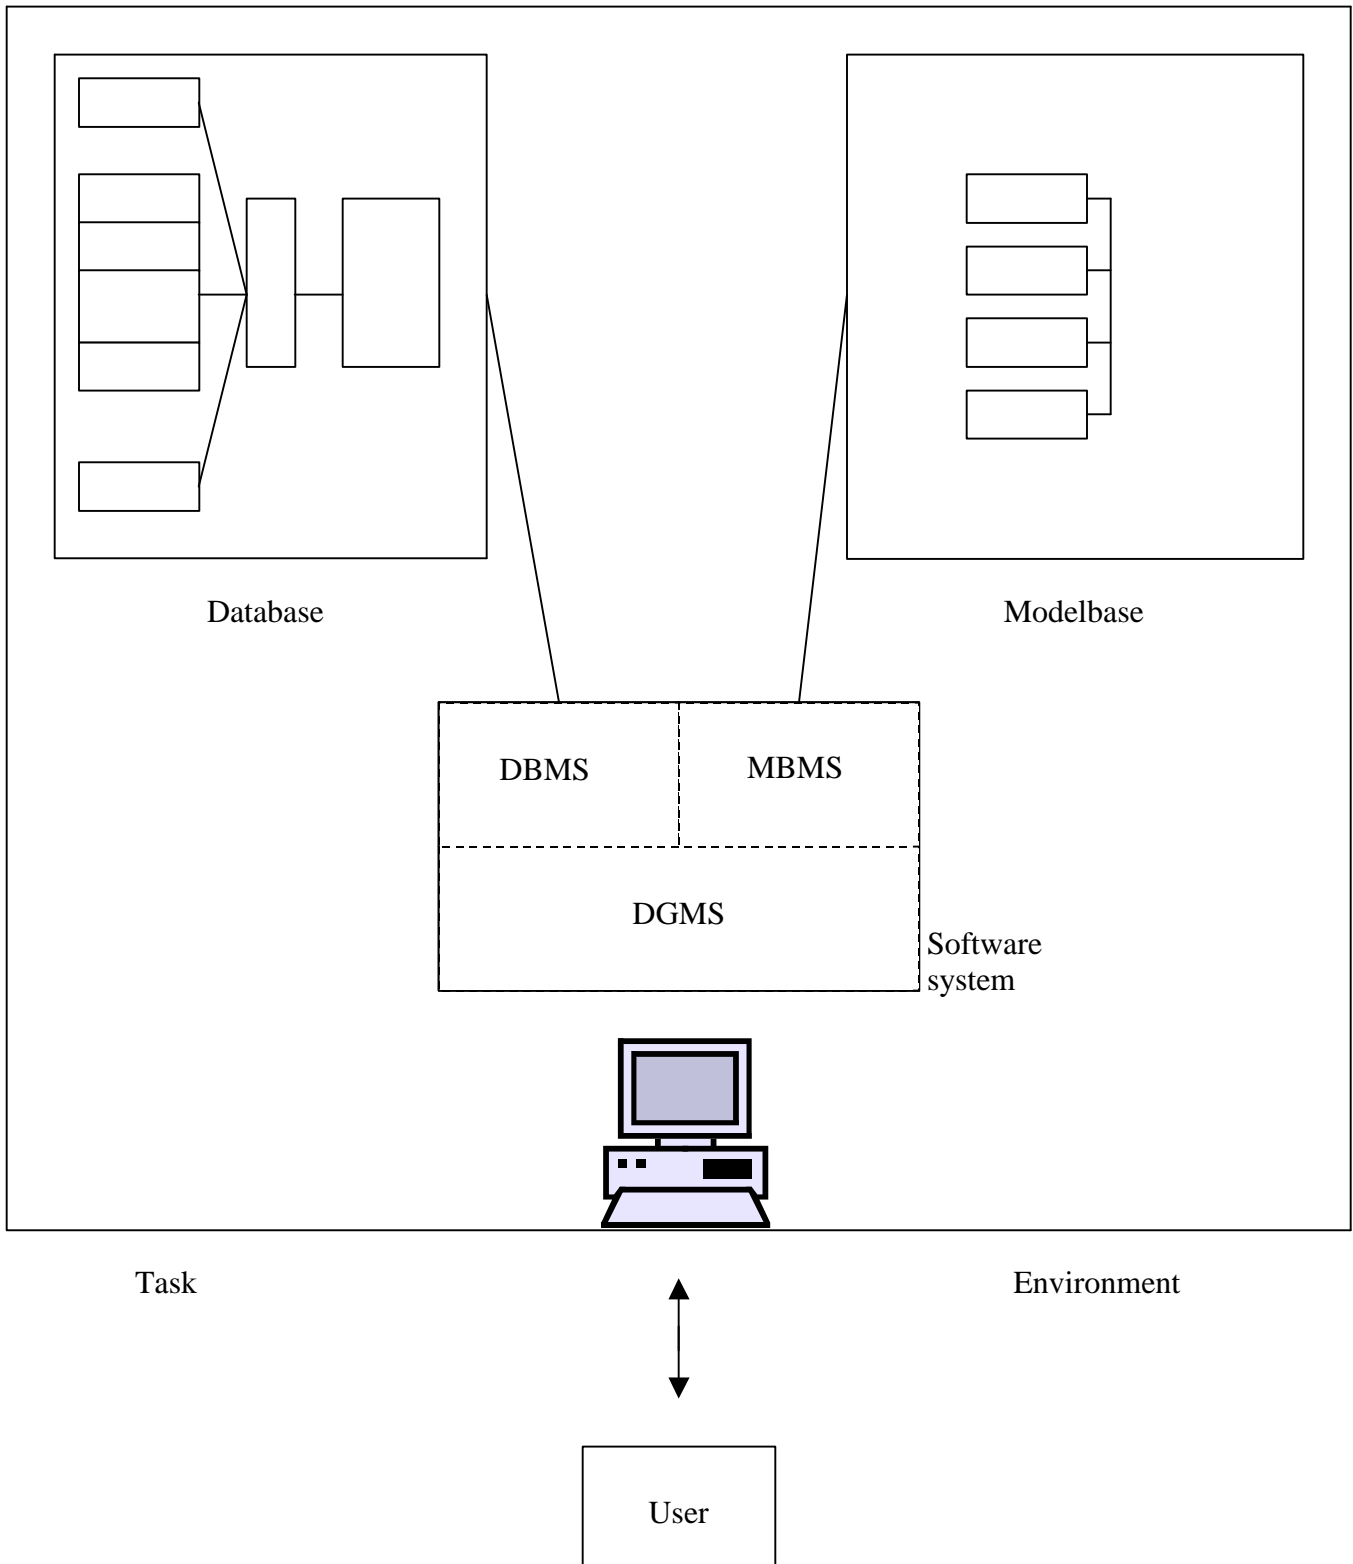 Database
Modelbase
DBMS
MBMS
DGMS
Software
system
Task
Environment
User